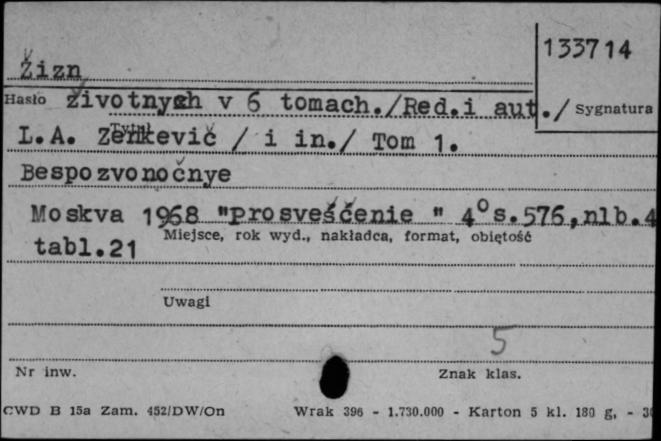 133714
Žizn
Hasło životnych v 6 tomach./Red.i aut./ Sygnatura
Tytuł
L.A. Zenkevič / i in./ Tom 1.
Bespozvonočnye
Moskva 1968 "Prosveščenie " 4° s.576,nlb.4
Miejsce, rok wyd., nakładca, format, objętość
tabl.21
Uwagi
5
Nr inw. Znak klas.
CWD B 15a Zam. 452/DW/On Wrak 396 - 1.730.000 - Karton 5 kl. 180 g, -